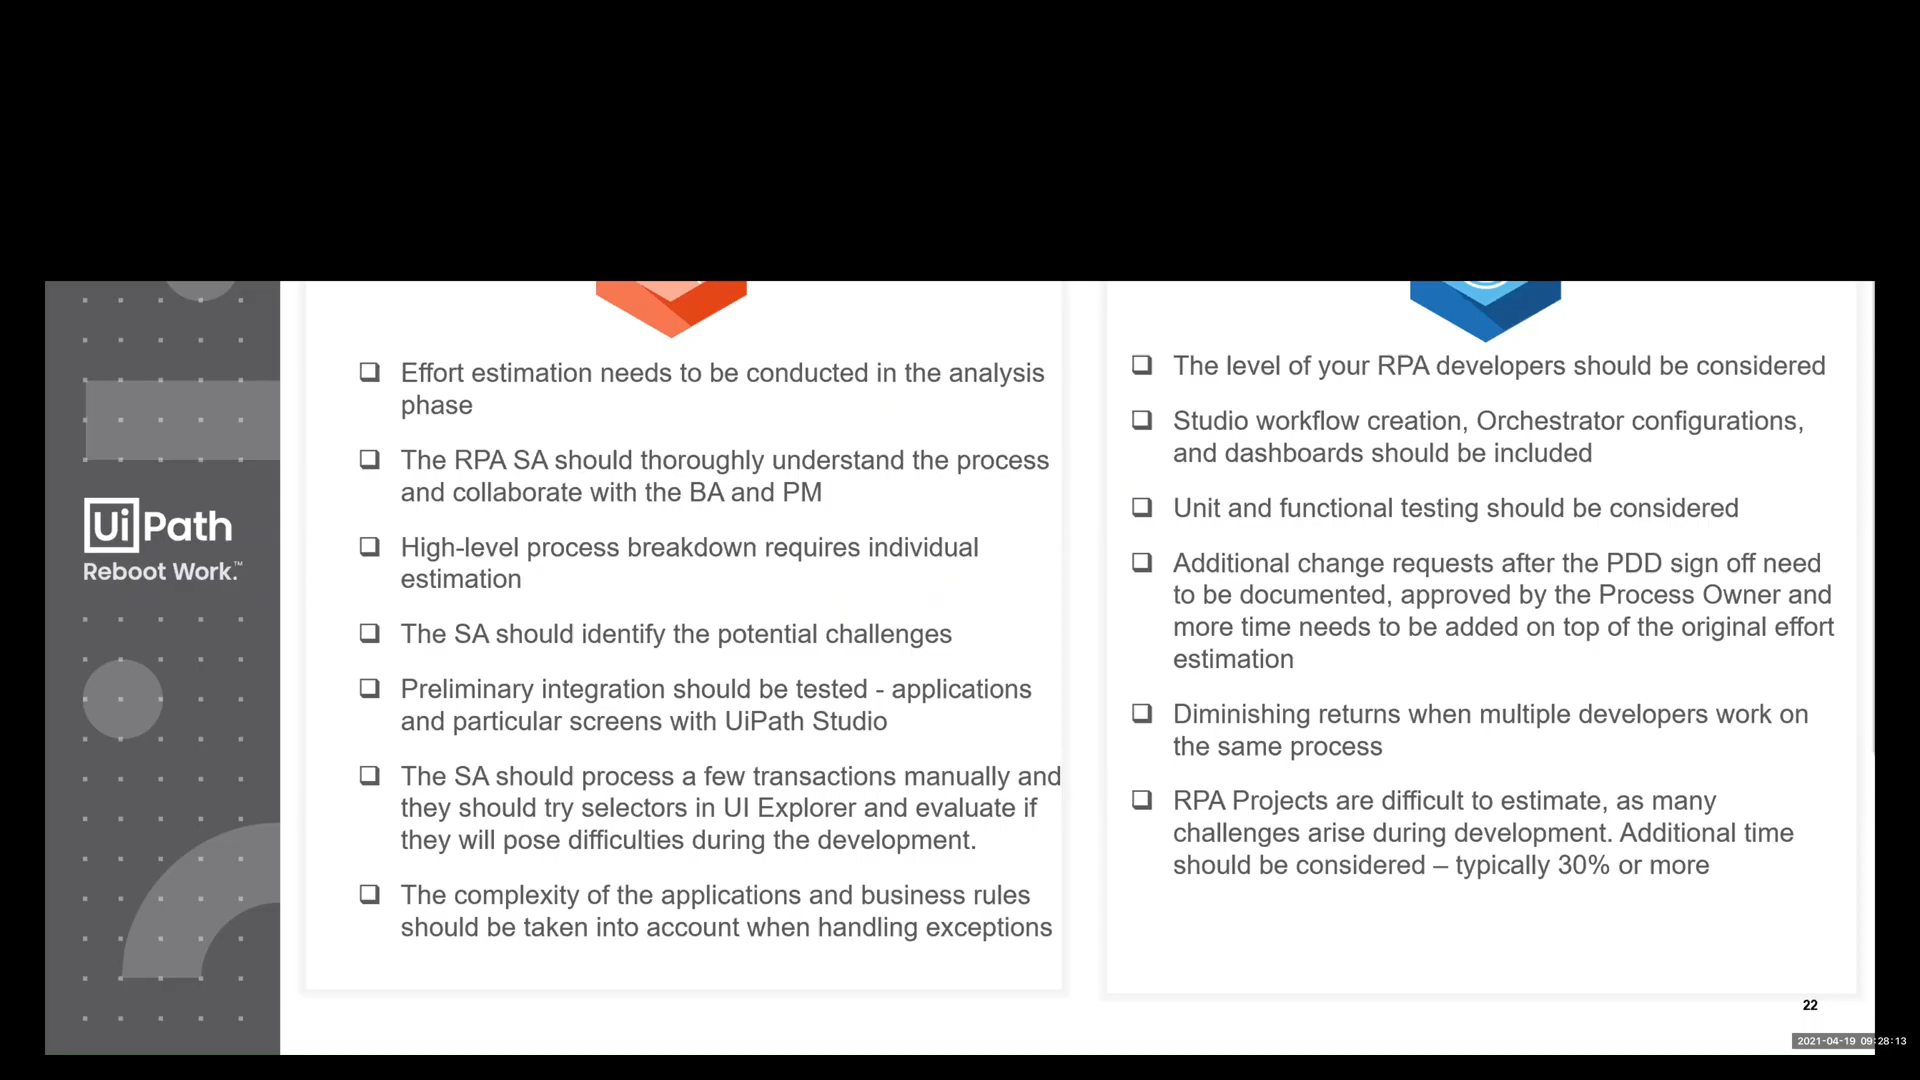 UiPath
Reboot Work.™
❑ Effort estimation needs to be conducted in the analysis
phase
❑ The RPA SA should thoroughly understand the process
and collaborate with the BA and PM
❑ High-level process breakdown requires individual
estimation
❑ The SA should identify the potential challenges
❑ Preliminary integration should be tested - applications
and particular screens with UiPath Studio
❑ The SA should process a few transactions manually and
they should try selectors in UI Explorer and evaluate if
they will pose difficulties during the development.
❑ The complexity of the applications and business rules
should be taken into account when handling exceptions
❑ The level of your RPA developers should be considered
❑ Studio workflow creation, Orchestrator configurations,
and dashboards should be included
❑ Unit and functional testing should be considered
❑ Additional change requests after the PDD sign off need
to be documented, approved by the Process Owner and
more time needs to be added on top of the original effort
estimation
❑ Diminishing returns when multiple developers work on
the same process
❑ RPA Projects are difficult to estimate, as many
challenges arise during development. Additional time
should be considered – typically 30% or more
22
2021-04-19 09:28:13